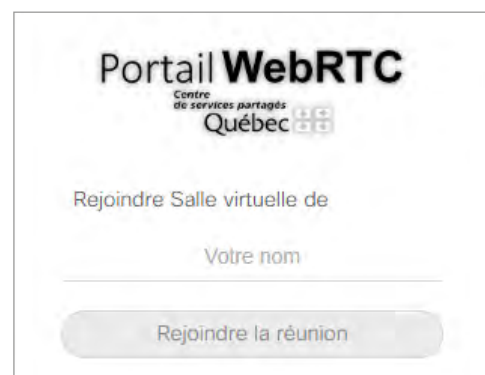 Portail WebRTC
Centre
de services partagés
Québec
Rejoindre Salle virtuelle de
Votre nom
Rejoindre la réunion